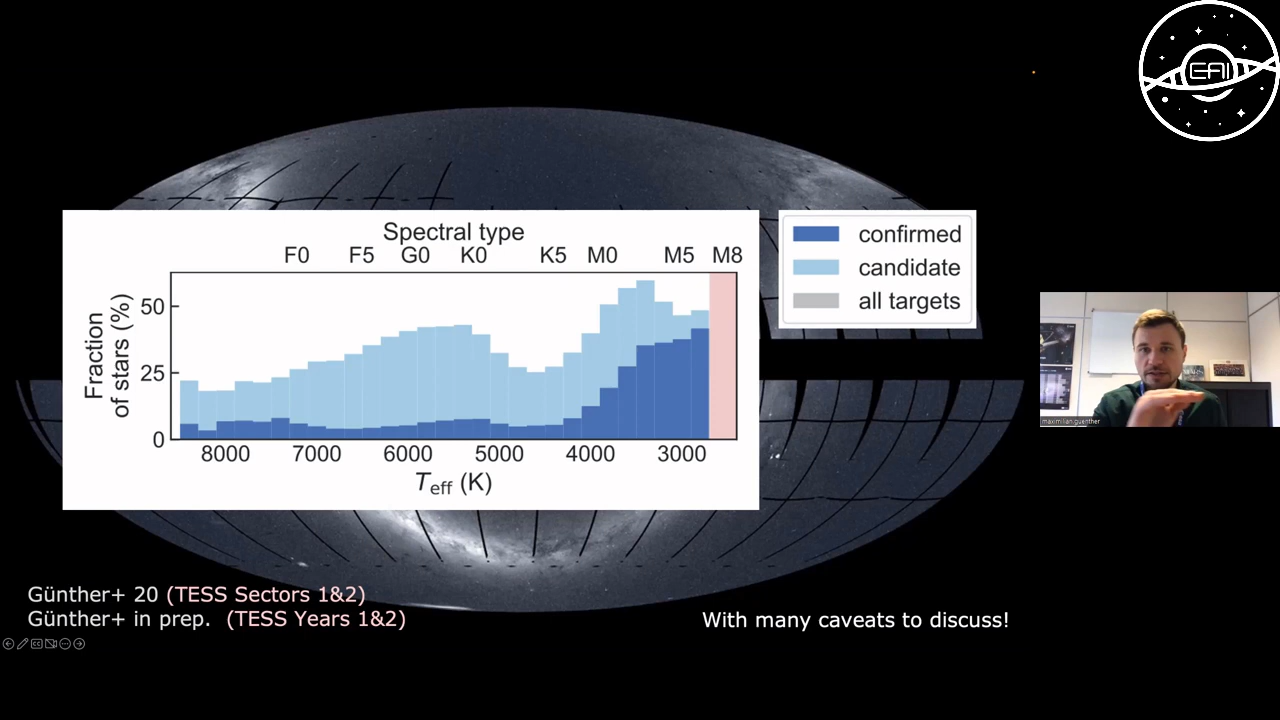 EAI
Spectral type
F0 F5 G0 K0 K5 M0 M5 M8
Fraction
of stars (%)
50
25
0
8000 7000 6000 5000 4000 3000
Teff (K)
confirmed
candidate
all targets
maximilian.guenther
Günther+ 20 (TESS Sectors 1&2)
Günther+ in prep. (TESS Years 1&2)
With many caveats to discuss!